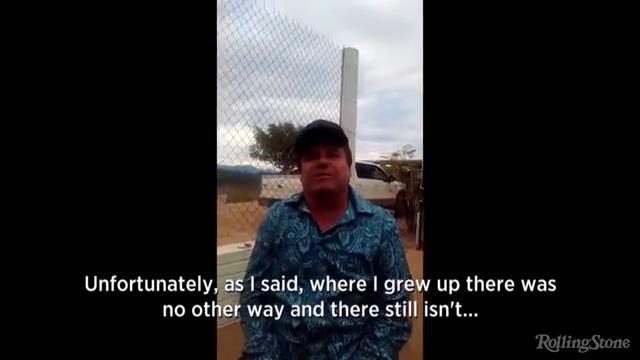 Unfortunately, as I said, where I grew up there was
no other way and there still isn't...
RollingStone